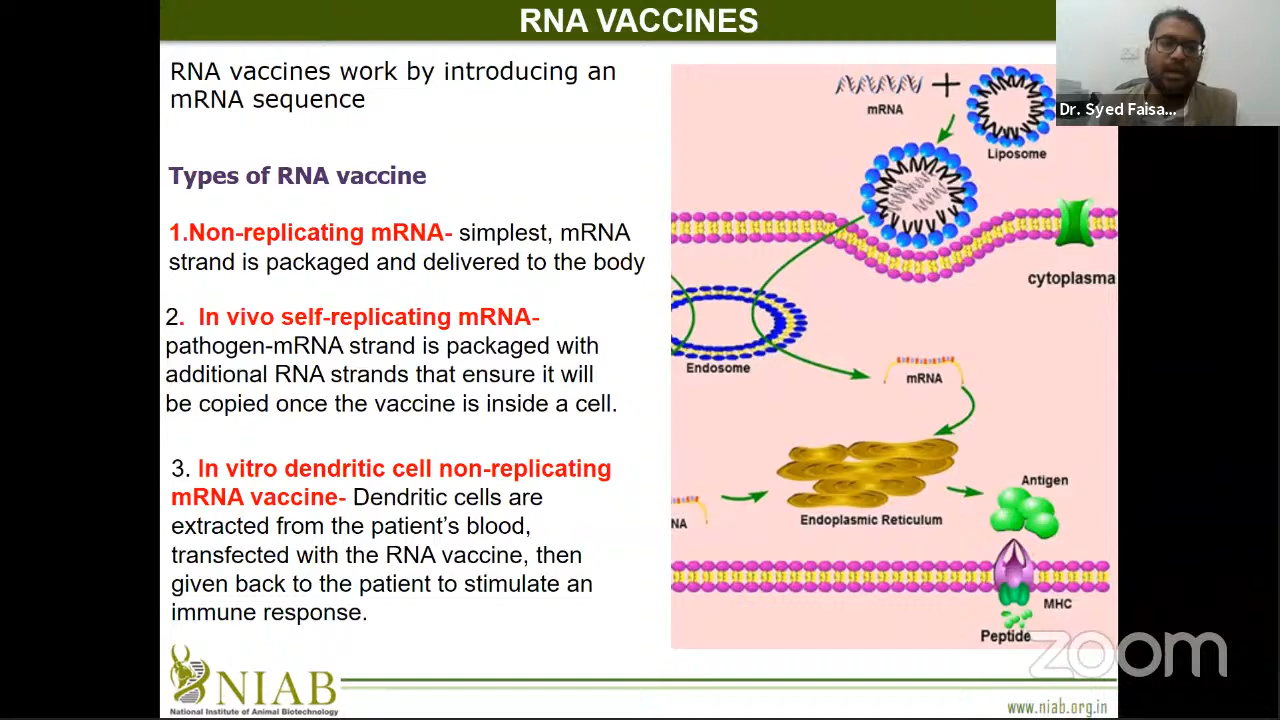 RNA VACCINES
RNA vaccines work by introducing an
mRNA sequence
Types of RNA vaccine
1.Non-replicating mRNA- simplest, mRNA
strand is packaged and delivered to the body
2. In vivo self-replicating mRNA-
pathogen-mRNA strand is packaged with
additional RNA strands that ensure it will
be copied once the vaccine is inside a cell.
3. In vitro dendritic cell non-replicating
mRNA vaccine- Dendritic cells are
extracted from the patient’s blood,
transfected with the RNA vaccine, then
given back to the patient to stimulate an
immune response.
mRNA
+
Liposome
cytoplasma
Endosome
mRNA
NA
Endoplasmic Reticulum
Antigen
MHC
Peptide
Dr. Syed Faisa...
zoom
NIAB
National Institute of Animal Biotechnology
www.niab.org.in